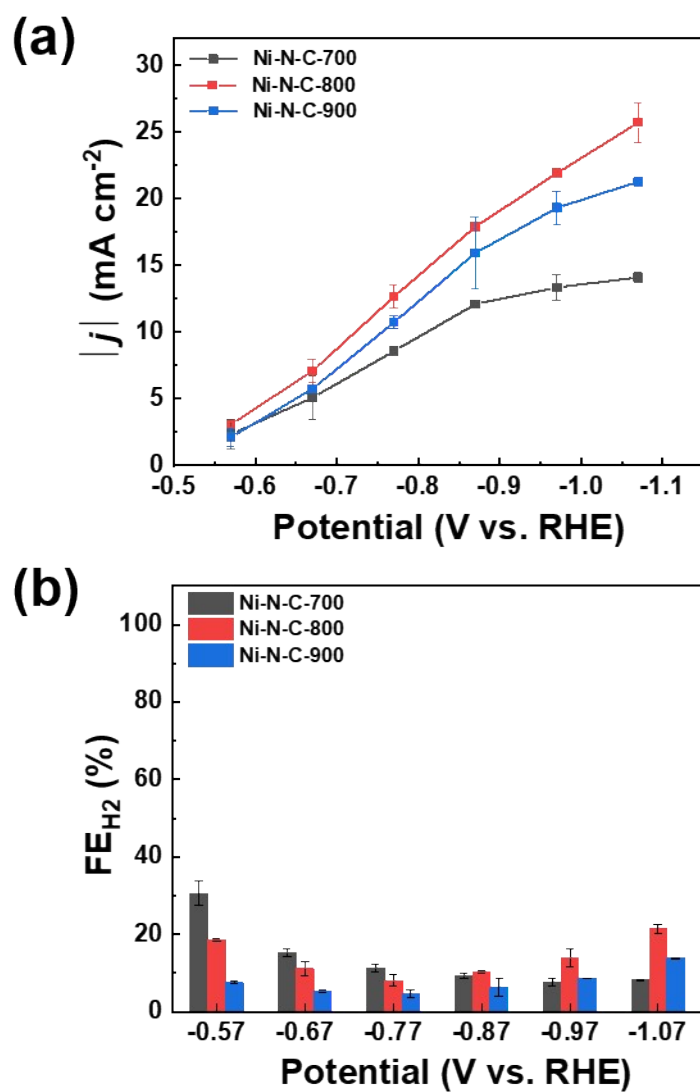 (a)
Ni-N-C-700
Ni-N-C-800
Ni-N-C-900
30
25
20
15
10
5
0
|j| (mA cm-2)
-0.5 -0.6 -0.7 -0.8 -0.9 -1.0 -1.1
Potential (V vs. RHE)
(b)
Ni-N-C-700
Ni-N-C-800
Ni-N-C-900
100
80
60
40
20
0
FEH2 (%)
-0.57 -0.67 -0.77 -0.87 -0.97 -1.07
Potential (V vs. RHE)